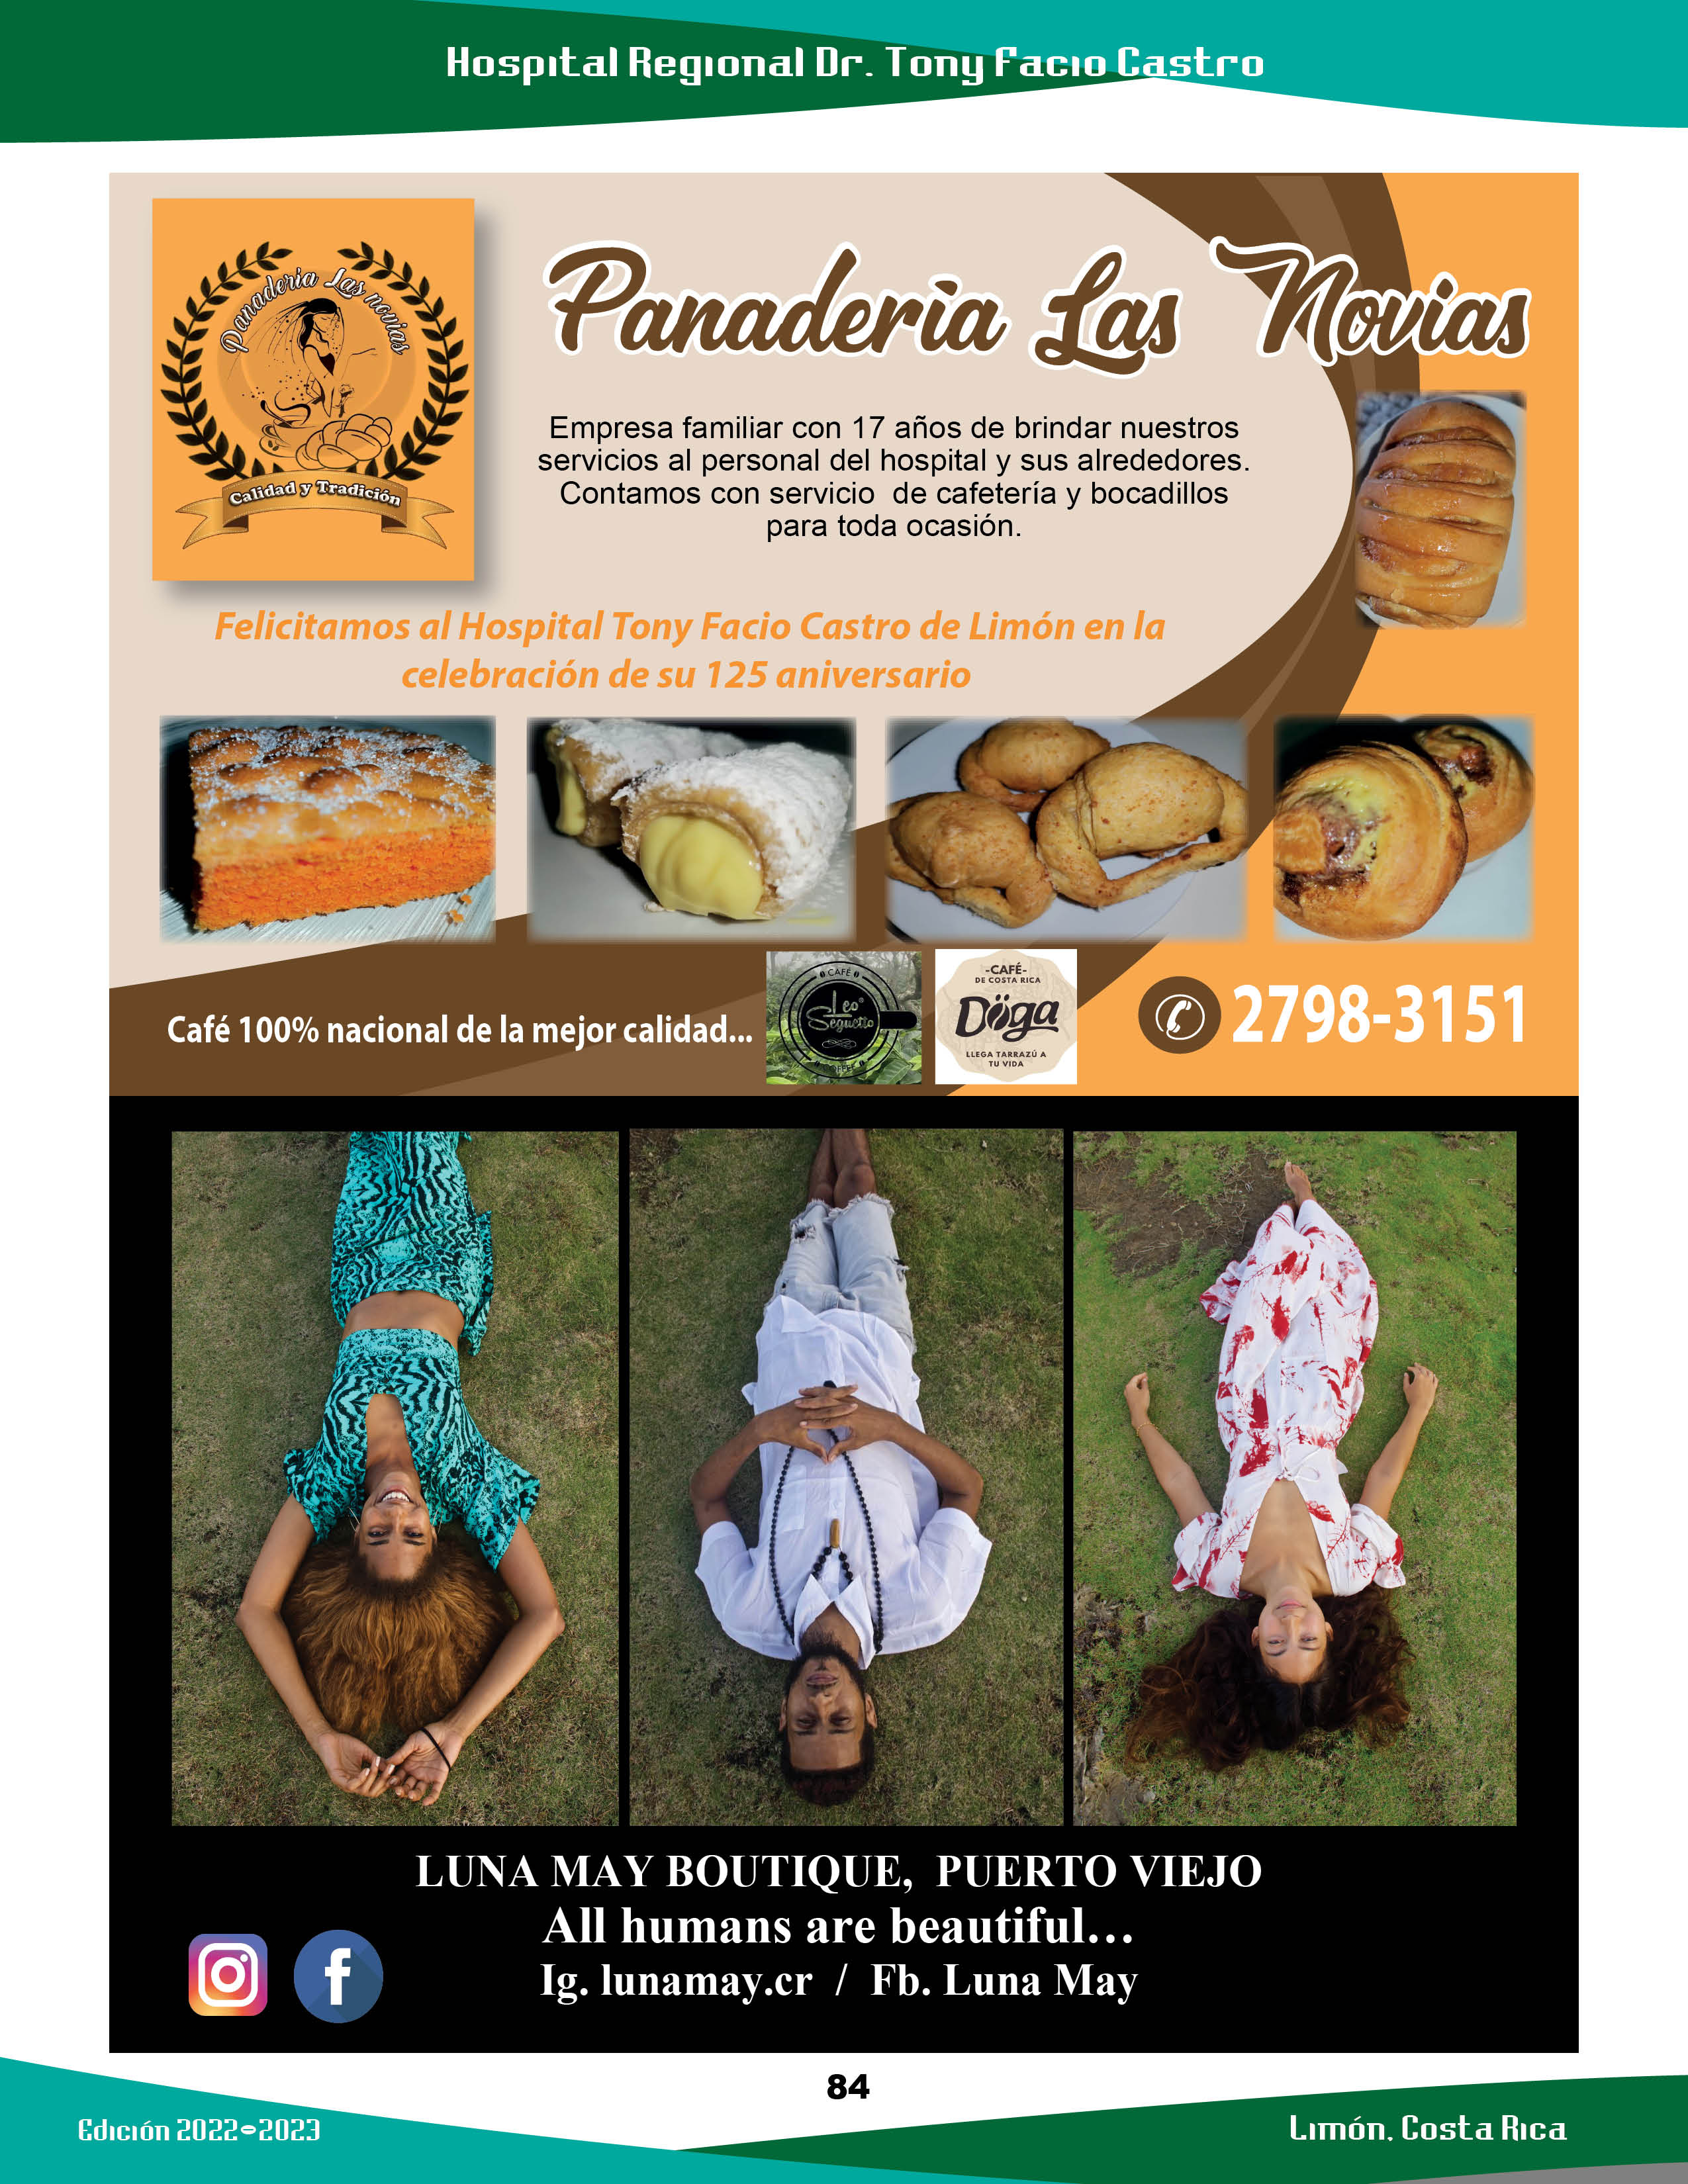 Hospital Regional Dr. Tony Facio Castro
Panadería Las novias
Calidad y Tradición
Panadería Las Novias
Empresa familiar con 17 años de brindar nuestros
servicios al personal del hospital y sus alrededores.
Contamos con servicio de cafetería y bocadillos
para toda ocasión.
Felicitamos al Hospital Tony Facio Castro de Limón en la
celebración de su 125 aniversario
Café 100% nacional de la mejor calidad...
CAFÉ
Leo
Seguetto
COFFEE
-CAFÉ-
DE COSTA RICA
Döga
LLEGA TARRAZÚ A
TU VIDA
2798-3151
LUNA MAY BOUTIQUE, PUERTO VIEJO
All humans are beautiful...
Ig. lunamay.cr / Fb. Luna May
84
Edición 2022-2023
Limón, Costa Rica